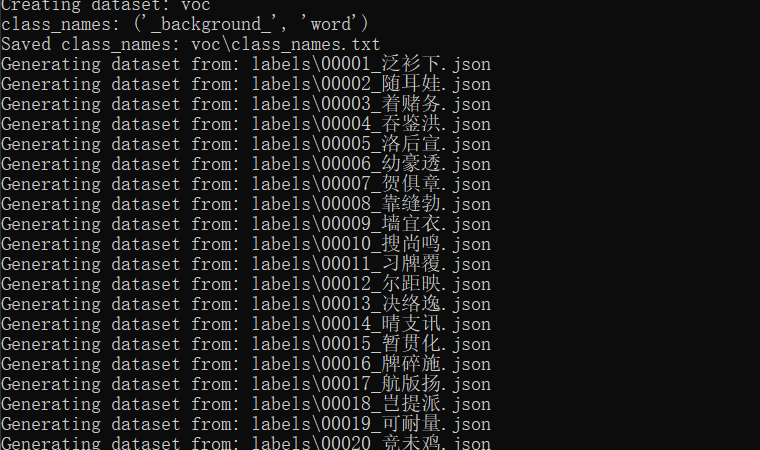 Creating dataset: voc
class_names: ('_background_', 'word')
Saved class_names: voc\class_names.txt
Generating dataset from: labels\00001_泛衫下.json
Generating dataset from: labels\00002_随耳娃.json
Generating dataset from: labels\00003_着赌务.json
Generating dataset from: labels\00004_吞鉴洪.json
Generating dataset from: labels\00005_洛后宣.json
Generating dataset from: labels\00006_幼豪透.json
Generating dataset from: labels\00007_贺俱章.json
Generating dataset from: labels\00008_靠缝勃.json
Generating dataset from: labels\00009_墙宜衣.json
Generating dataset from: labels\00010_搜尚鸣.json
Generating dataset from: labels\00011_习牌覆.json
Generating dataset from: labels\00012_尔距映.json
Generating dataset from: labels\00013_决络逸.json
Generating dataset from: labels\00014_晴支讯.json
Generating dataset from: labels\00015_暂贯化.json
Generating dataset from: labels\00016_牌碎施.json
Generating dataset from: labels\00017_航版扬.json
Generating dataset from: labels\00018_岂提派.json
Generating dataset from: labels\00019_可耐量.json
Generating dataset from: labels\00020_竞未鸡.json